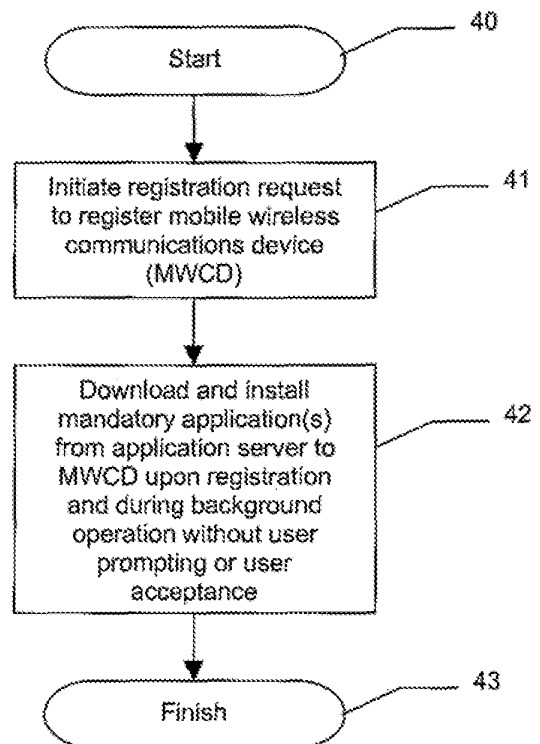 Start
40
Initiate registration request
to register mobile wireless
communications device
(MWCD)
41
Download and install
mandatory application(s)
from application server to
MWCD upon registration
and during background
operation without user
prompting or user
acceptance
42
Finish
43